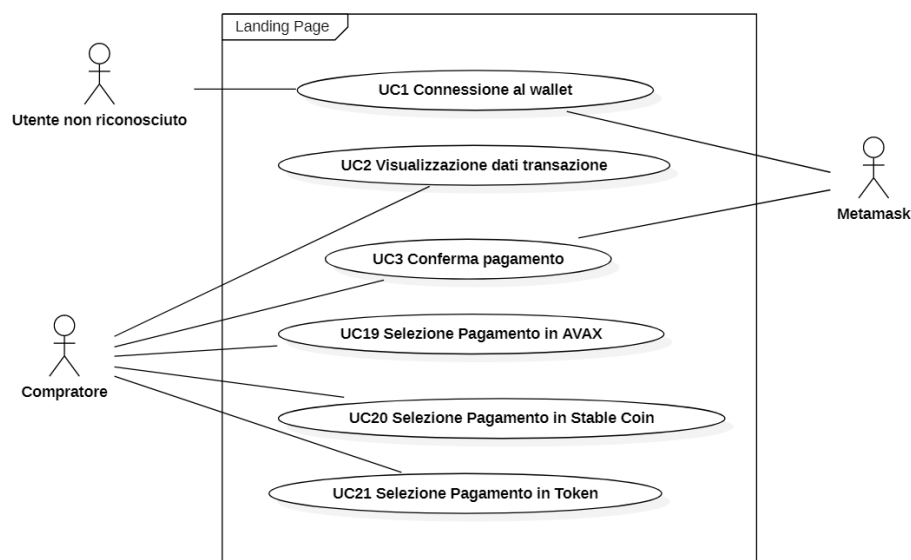 Landing Page
UC1 Connessione al wallet
Utente non riconosciuto
UC2 Visualizzazione dati transazione
Metamask
UC3 Conferma pagamento
UC19 Selezione Pagamento in AVAX
Compratore
UC20 Selezione Pagamento in Stable Coin
UC21 Selezione Pagamento in Token